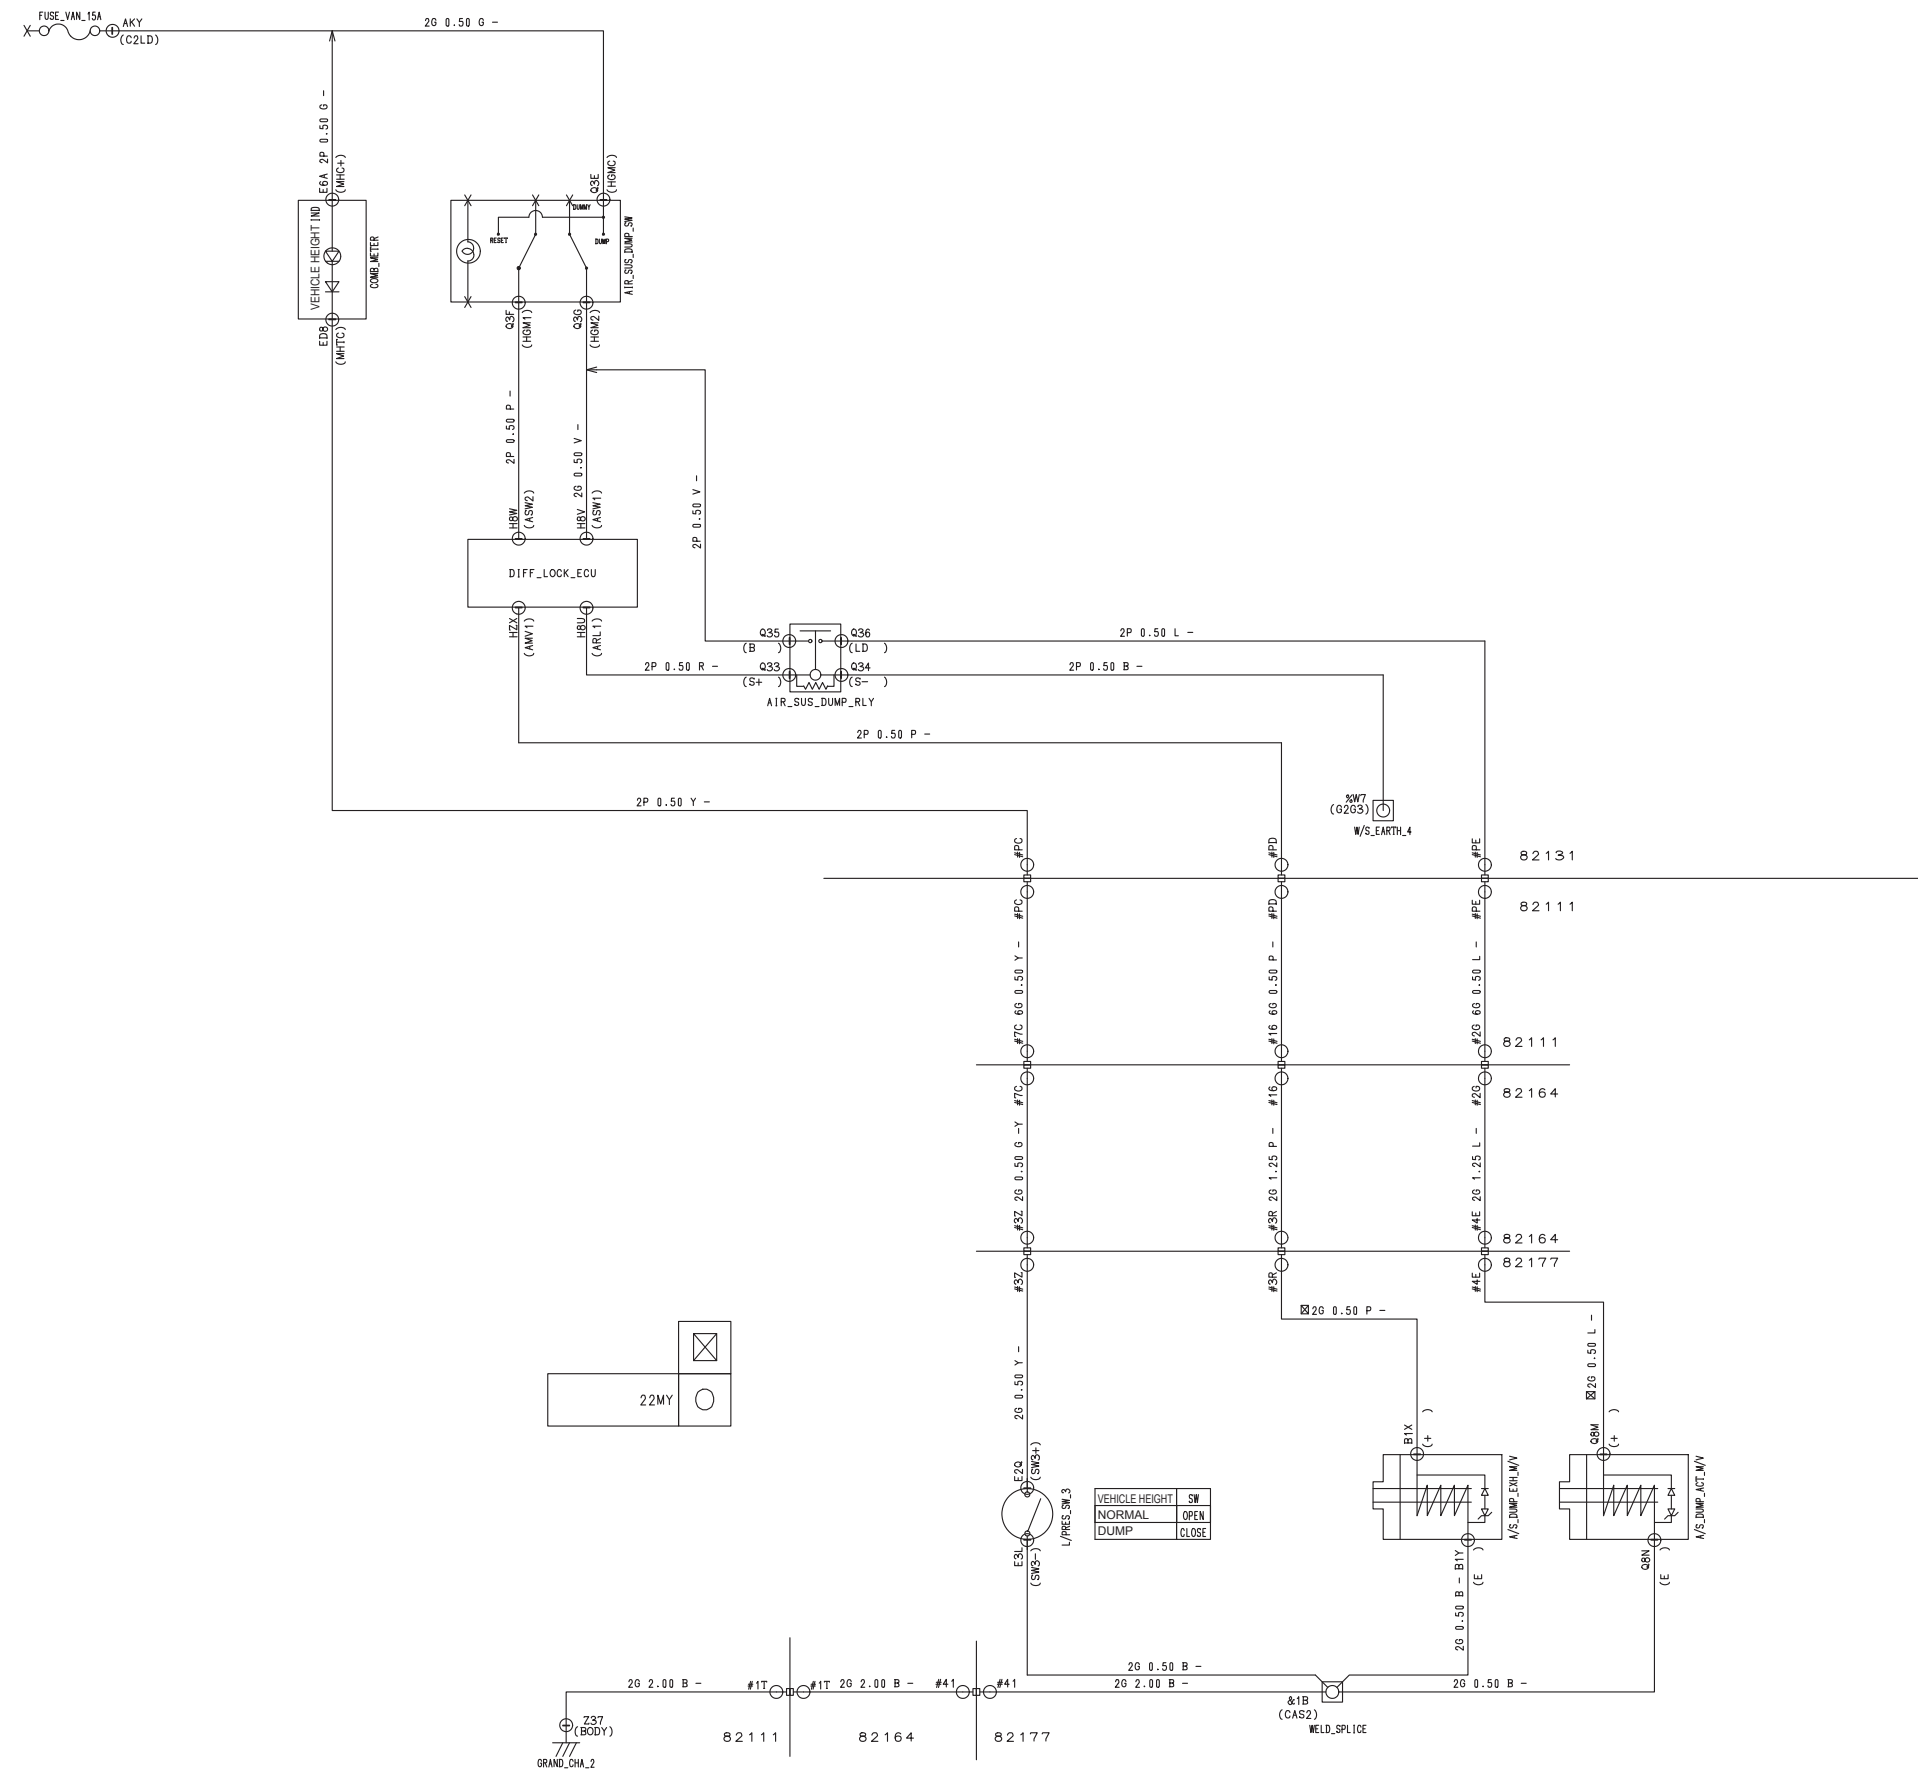 FUSE_VAN_15A
AKY
(C2LD)
2G 0.50 G -
2P 0.50 G -
E6A
(MHC+)
VEHICLE HEIGHT IND
COMB_METER
ED8
(MHTC)
Q3E
(HGMC)
DUMMY
RESET
DUMP
AIR_SUS_DUMP_SW
Q3F
(HGM1)
Q3G
(HGM2)
2P 0.50 P -
2G 0.50 V -
2P 0.50 V -
H8W
(ASW2)
H8V
(ASW1)
DIFF_LOCK_ECU
HZX
(AMV1)
H8U
(ARL1)
Q35
(B )
Q36
(LD )
2P 0.50 L -
2P 0.50 R -
Q33
(S+ )
Q34
(S- )
2P 0.50 B -
AIR_SUS_DUMP_RLY
2P 0.50 P -
2P 0.50 Y -
%W7
(G2G3)
W/S_EARTH_4
#PC
#PD
#PE
82131
#PC
#PD
#PE
82111
6G 0.50 Y -
6G 0.50 P -
6G 0.50 L -
#7C
#16
#2G
82111
#7C
#16
#2G
82164
2G 0.50 G -Y
2G 1.25 P -
2G 1.25 L -
#3Z
#3R
#4E
82164
#3Z
#3R
#4E
82177
2G 0.50 P -
2G 0.50 L -
2G 0.50 Y -
22MY
B1X
(+ )
Q8M
(+ )
E2Q
(SW3+)
L/PRES_SW_3
E3L
(SW3-)
VEHICLE HEIGHT SW
NORMAL OPEN
DUMP CLOSE
A/S_DUMP_EXH_M/V
A/S_DUMP_ACT_M/V
B1Y
(E )
Q8N
(E )
2G 0.50 B -
2G 0.50 B -
2G 2.00 B -
#1T
#1T
2G 2.00 B -
#41
#41
2G 2.00 B -
2G 0.50 B -
&1B
(CAS2)
WELD_SPLICE
Z37
(BODY)
GRAND_CHA_2
82111
82164
82177